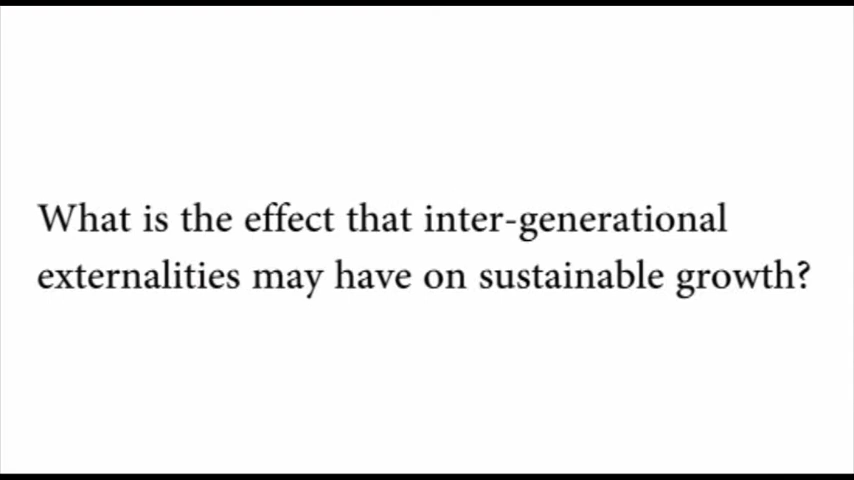 What is the effect that inter-generational
externalities may have on sustainable growth?